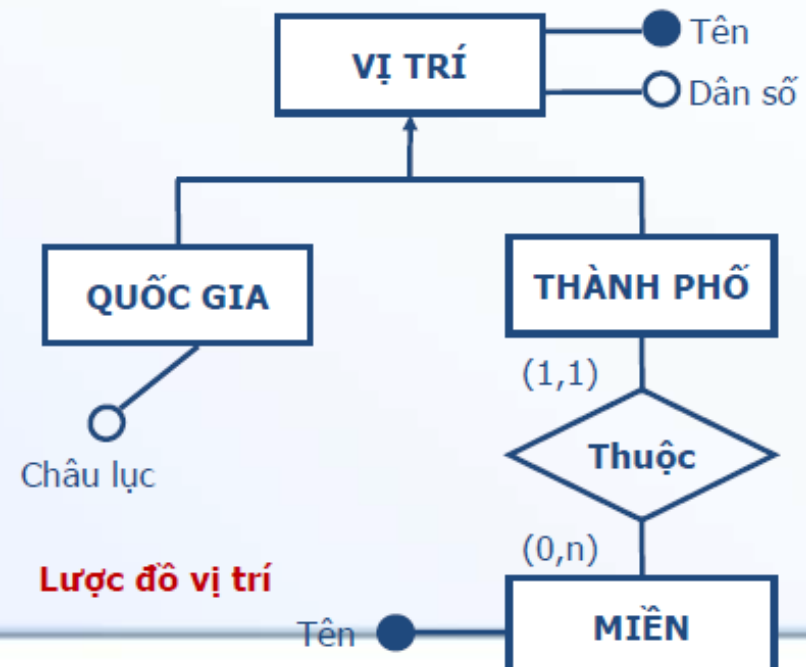 VỊ TRÍ
Tên
Dân số
QUỐC GIA
THÀNH PHỐ
(1,1)
Châu lục
Thuộc
(0,n)
Lược đồ vị trí
Tên
MIỀN